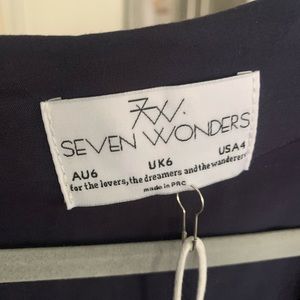 7W.
SEVEN WONDERS
AU6 UK6 USA4
for the lovers, the dreamers and the wanderers
made in PRC